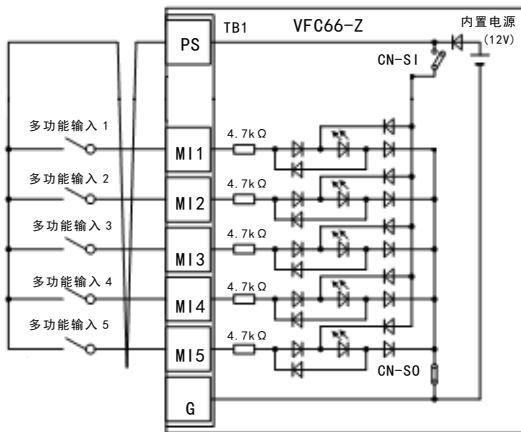 PS
TB1
VFC66-Z
内置电源
(12V)
CN-SI
多功能输入 1
MI1
4.7kΩ
多功能输入 2
MI2
4.7kΩ
多功能输入 3
MI3
4.7kΩ
多功能输入 4
MI4
4.7kΩ
多功能输入 5
MI5
4.7kΩ
CN-SO
G